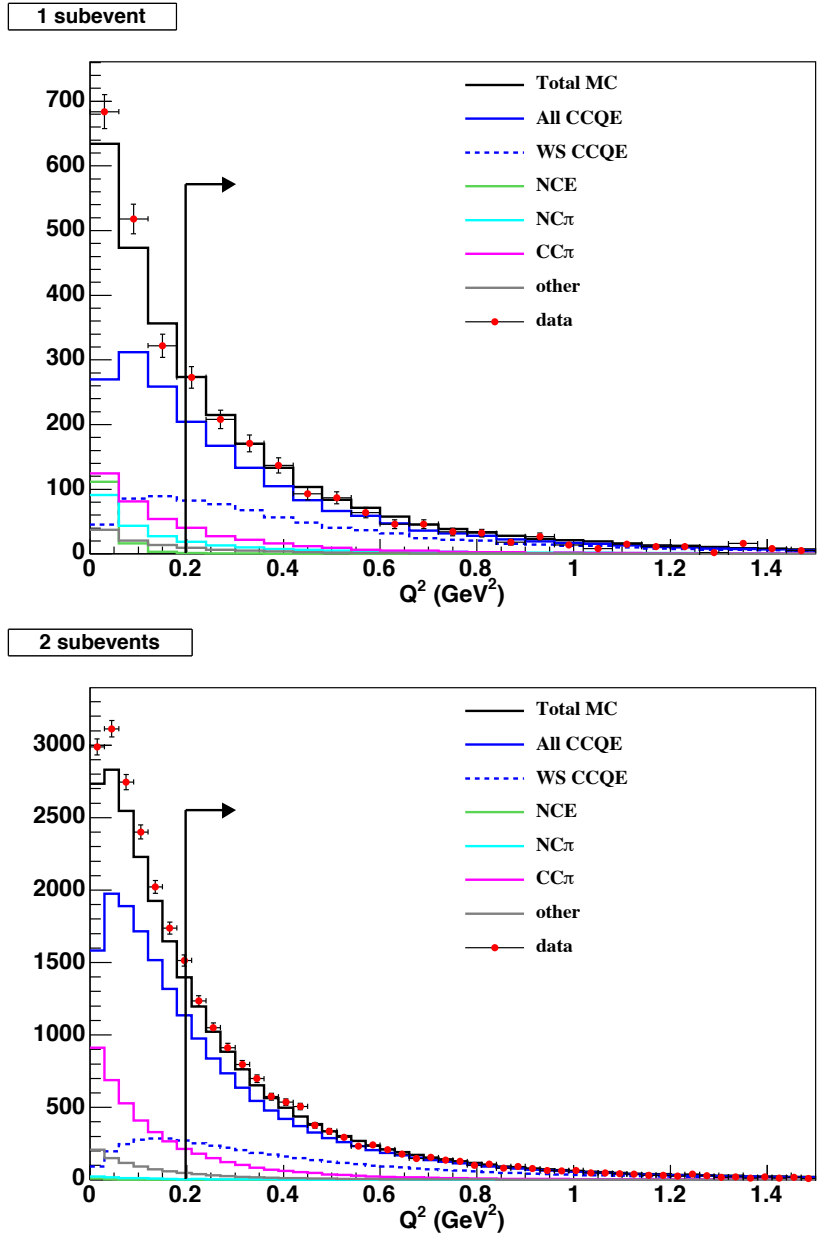 1 subevent
700
600
500
400
300
200
100
0
Total MC
All CCQE
WS CCQE
NCE
NCπ
CCπ
other
data
0 0.2 0.4 0.6 0.8 1 1.2 1.4
Q² (GeV²)
2 subevents
3000
2500
2000
1500
1000
500
0
Total MC
All CCQE
WS CCQE
NCE
NCπ
CCπ
other
data
0 0.2 0.4 0.6 0.8 1 1.2 1.4
Q² (GeV²)